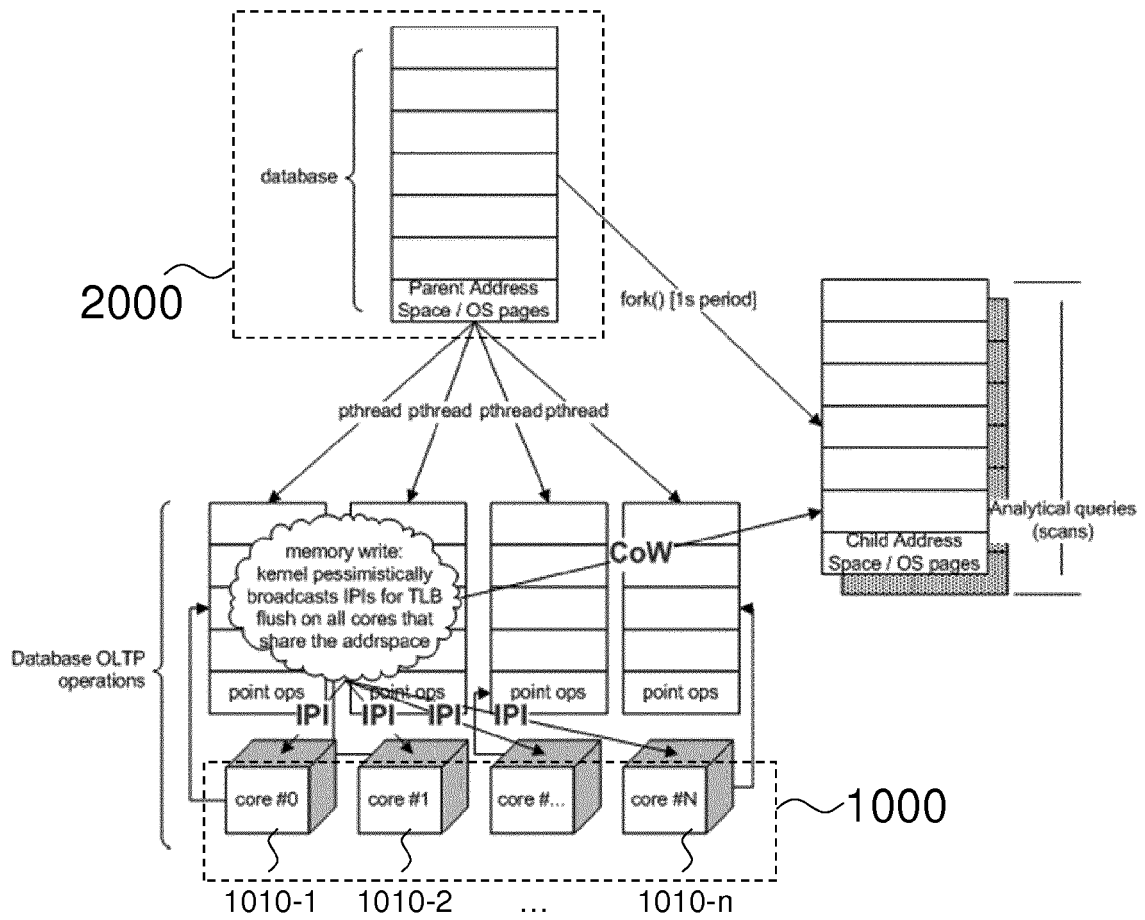 database
2000
Parent Address
Space / OS pages
fork() [1s period]
pthread pthread pthread pthread
Analytical queries
(scans)
Child Address
Space / OS pages
CoW
memory write:
kernel pessimistically
broadcasts IPIs for TLB
flush on all cores that
share the addrspace
Database OLTP
operations
point ops point ops point ops point ops
IPI IPI IPI IPI
core #0 core #1 core #... core #N
1000
1010-1 1010-2 ... 1010-n